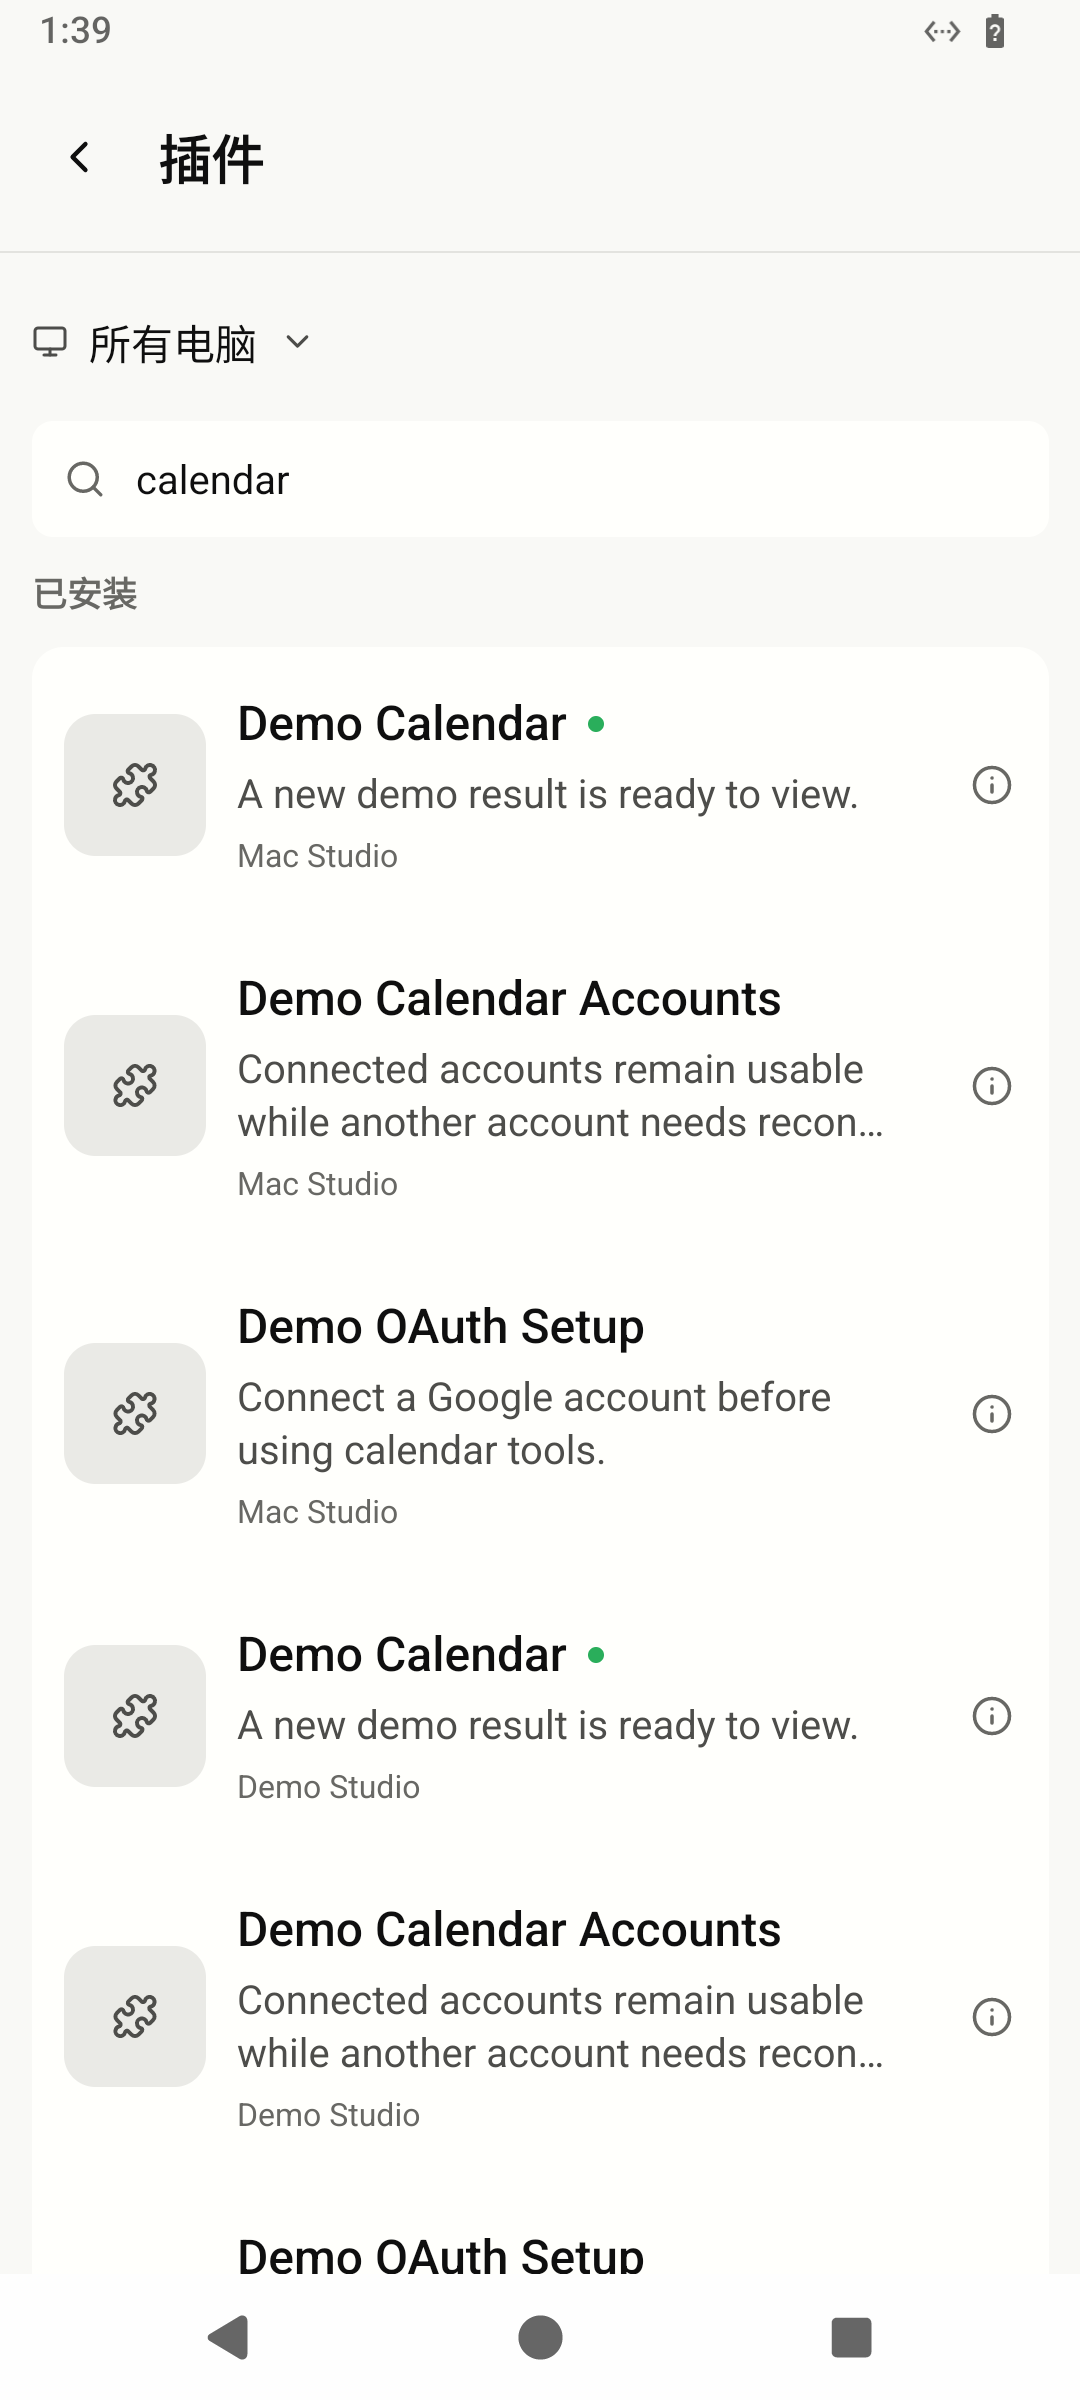 1:39
插件
所有电脑
calendar
已安装
Demo Calendar
A new demo result is ready to view.
Mac Studio
Demo Calendar Accounts
Connected accounts remain usable
while another account needs recon...
Mac Studio
Demo OAuth Setup
Connect a Google account before
using calendar tools.
Mac Studio
Demo Calendar
A new demo result is ready to view.
Demo Studio
Demo Calendar Accounts
Connected accounts remain usable
while another account needs recon...
Demo Studio
Demo OAuth Setup